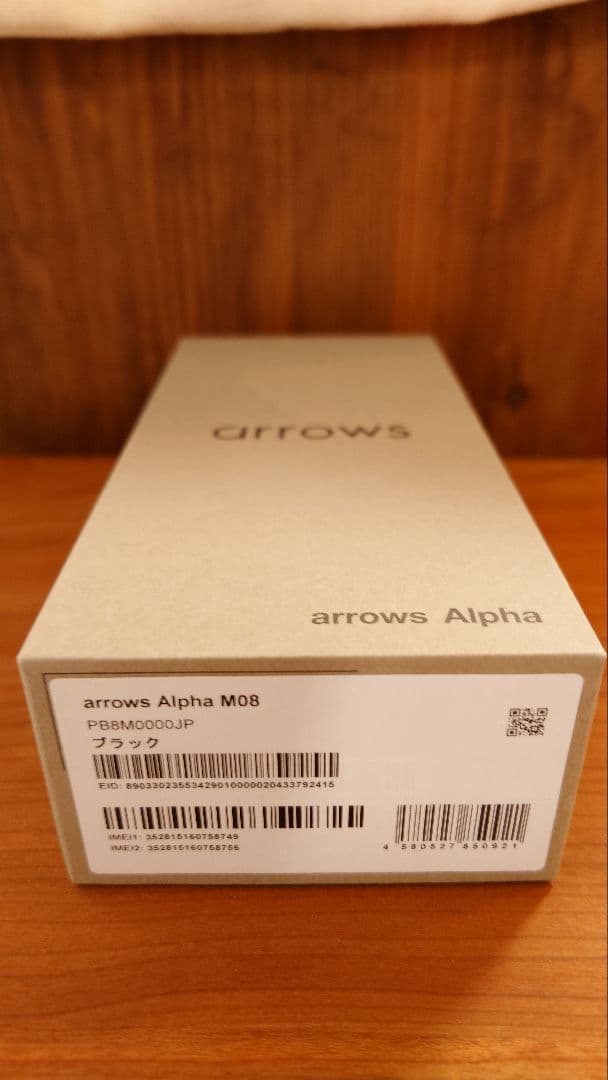 arrows
arrows Alpha
arrows Alpha M08
PB8M0000JP
ブラック
EID: 89033023553429010000020433792415
IMEI1: 352815160758749
IMEI2: 352815160758756
4 580527 850921